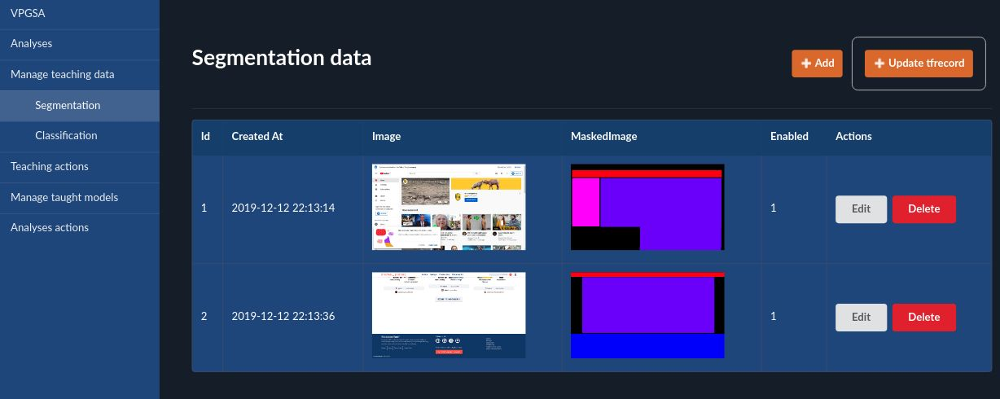 VPGSA
Analyses
Manage teaching data
Segmentation
Classification
Teaching actions
Manage taught models
Analyses actions
Segmentation data
Add
Update tfrecord
Id Created At Image MaskedImage Enabled Actions
1 2019-12-12 22:13:14 1 Edit Delete
2 2019-12-12 22:13:36 1 Edit Delete